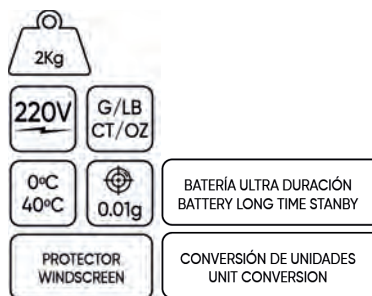 2Kg
220V
G/LB
CT/OZ
0ºC
40ºC
0.01g
BATERÍA ULTRA DURACIÓN
BATTERY LONG TIME STANBY
PROTECTOR
WINDSCREEN
CONVERSIÓN DE UNIDADES
UNIT CONVERSION